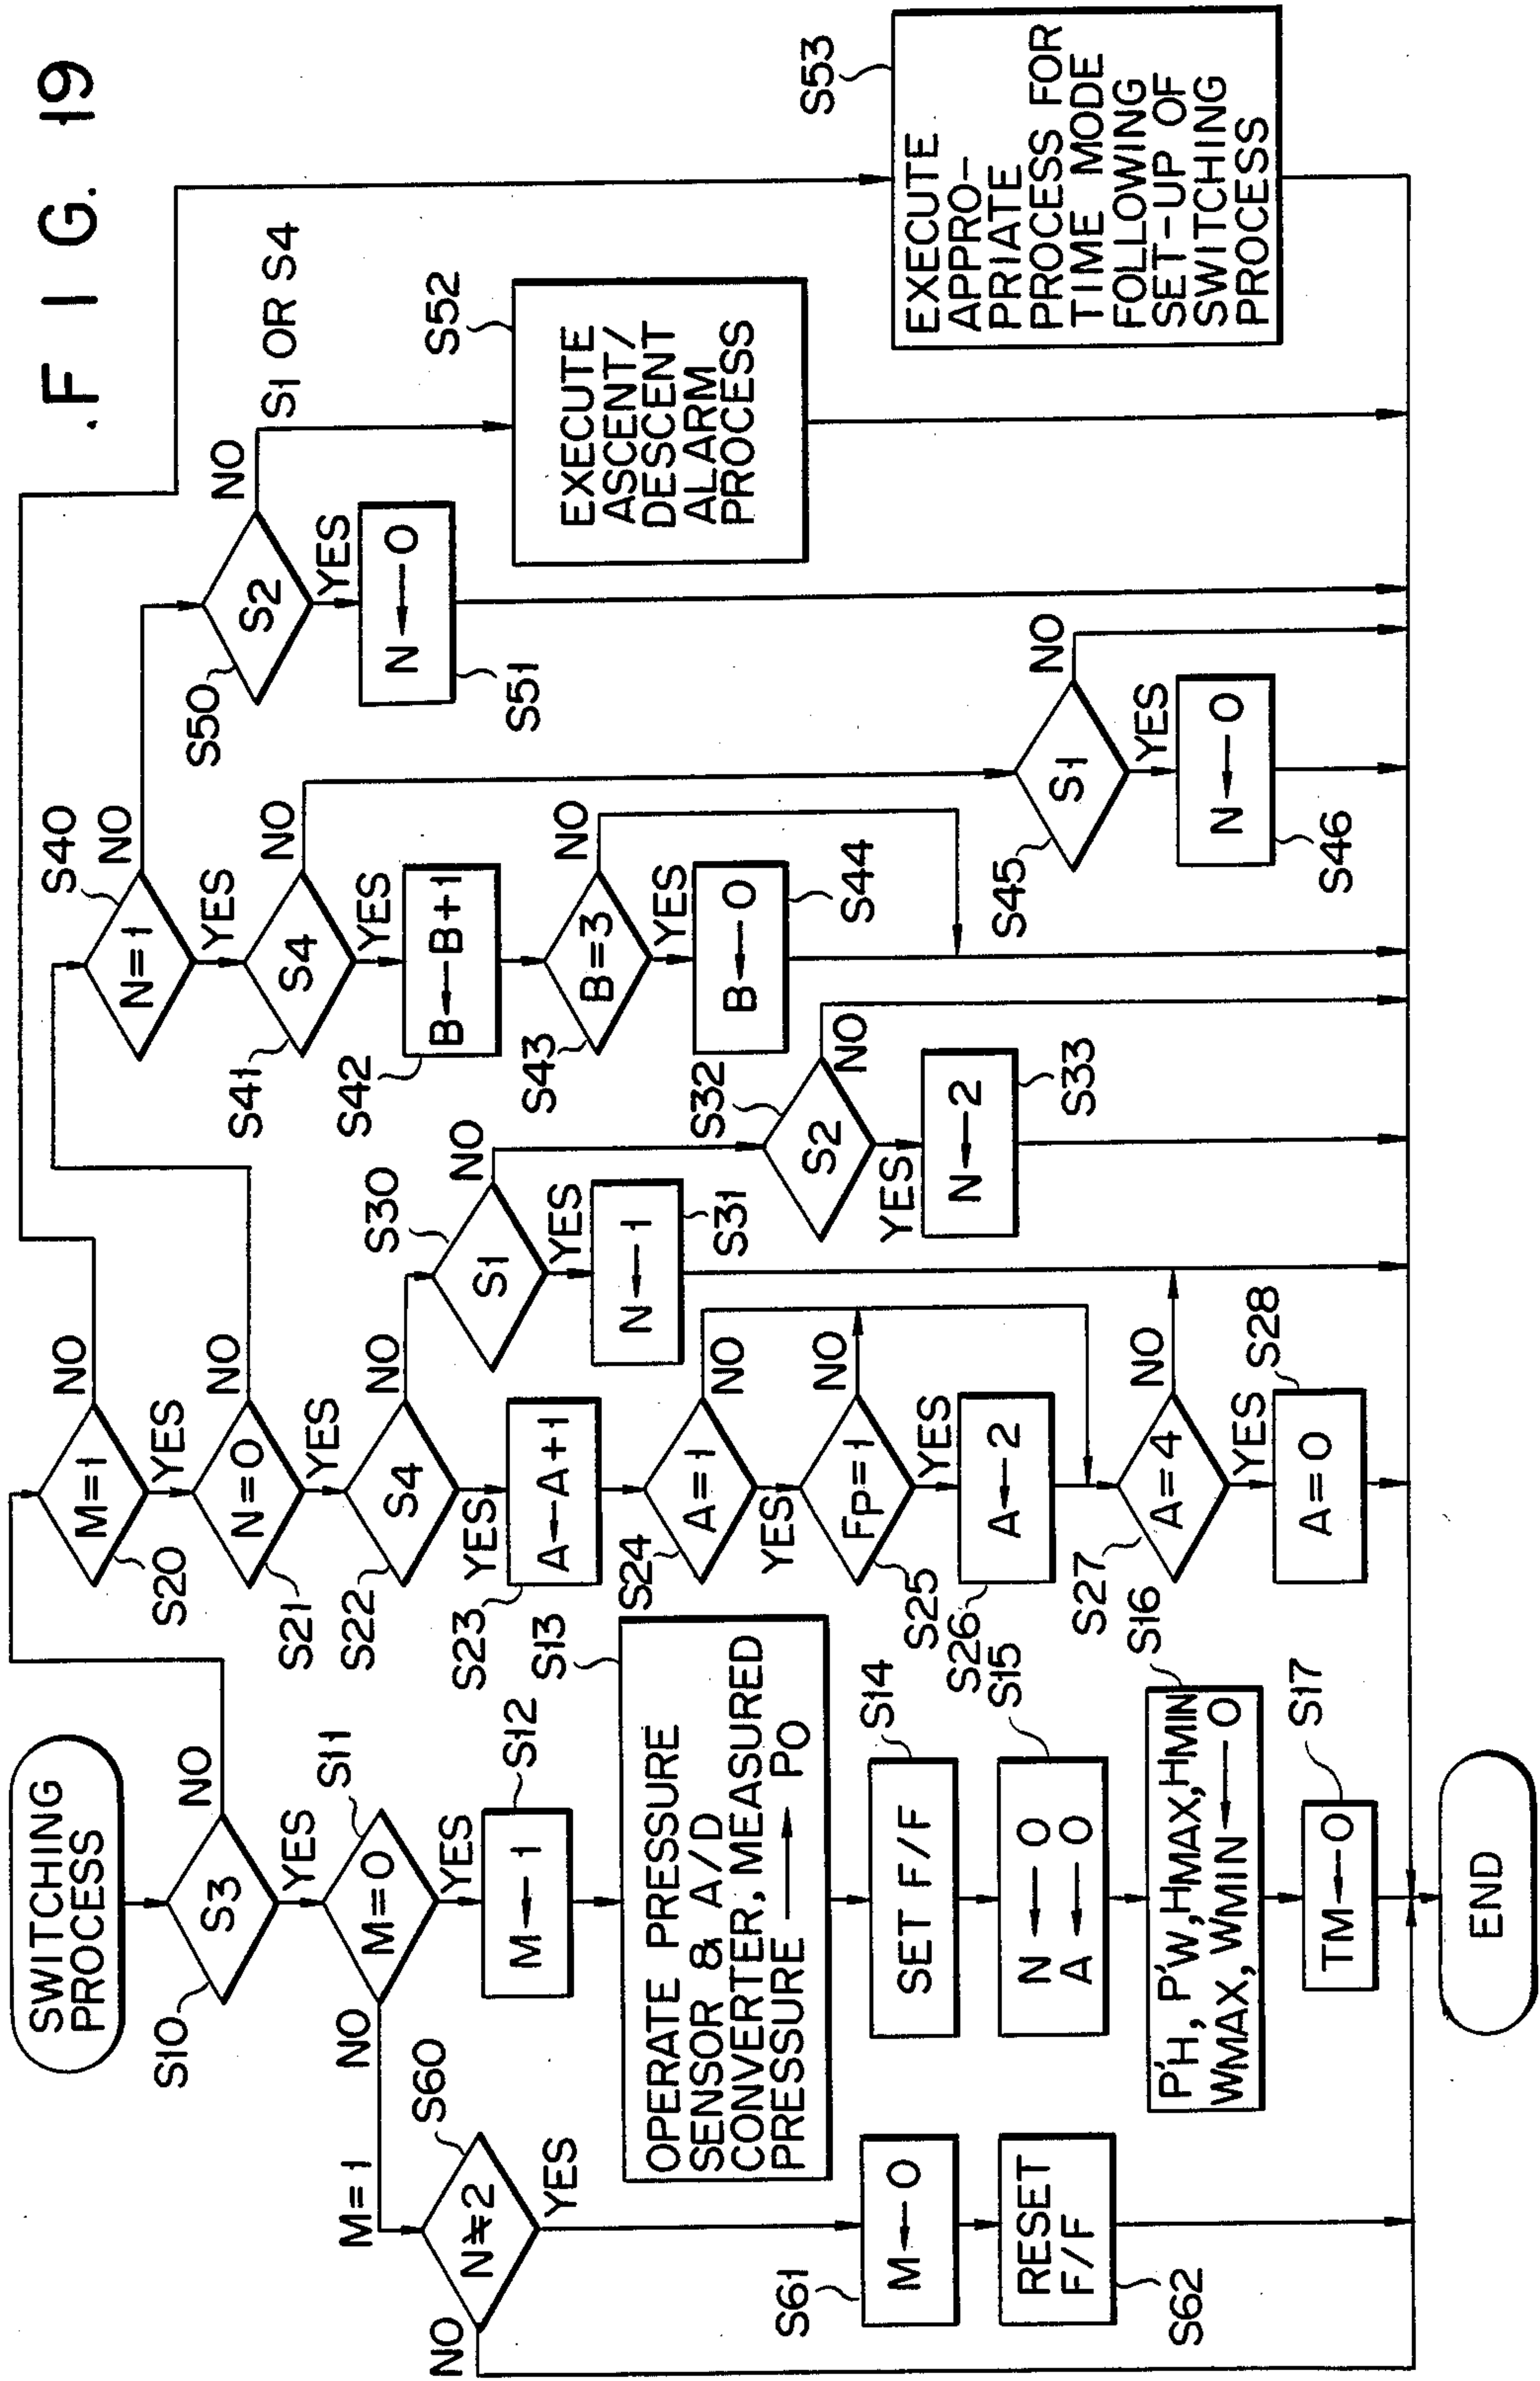 F I G. 19
SWITCHING
PROCESS
S10
S3
NO
YES
S11
M=0
NO
YES
M=1
S60
N≠2
NO
YES
S61
M←0
S62
RESET
F/F
S12
M←1
S13
OPERATE PRESSURE
SENSOR & A/D
CONVERTER, MEASURED
PRESSURE → PO
S14
SET F/F
S15
N ← 0
A ← 0
S16
P'H, P'W, HMAX, HMIN
WMAX, WMIN ← 0
S17
TM←0
END
S20
M=1
NO
YES
S21
N=0
NO
YES
S22
S4
NO
YES
S23
A←A+1
S24
A=1
NO
YES
S25
Fp=1
NO
YES
S26
A←2
S27
A=4
NO
YES
S28
A=0
S30
S1
NO
YES
S31
N←1
S32
S2
NO
YES
S33
N←2
S40
N=1
NO
YES
S41
S4
NO
YES
S42
B←B+1
S43
B=3
NO
YES
S44
B←0
S45
S1
NO
YES
S46
N←0
S50
S2
NO
YES
S1 OR S4
S51
N←0
S52
EXECUTE
ASCENT/
DESCENT
ALARM
PROCESS
S53
EXECUTE
APPRO-
PRIATE
PROCESS FOR
TIME MODE
FOLLOWING
SET-UP OF
SWITCHING
PROCESS